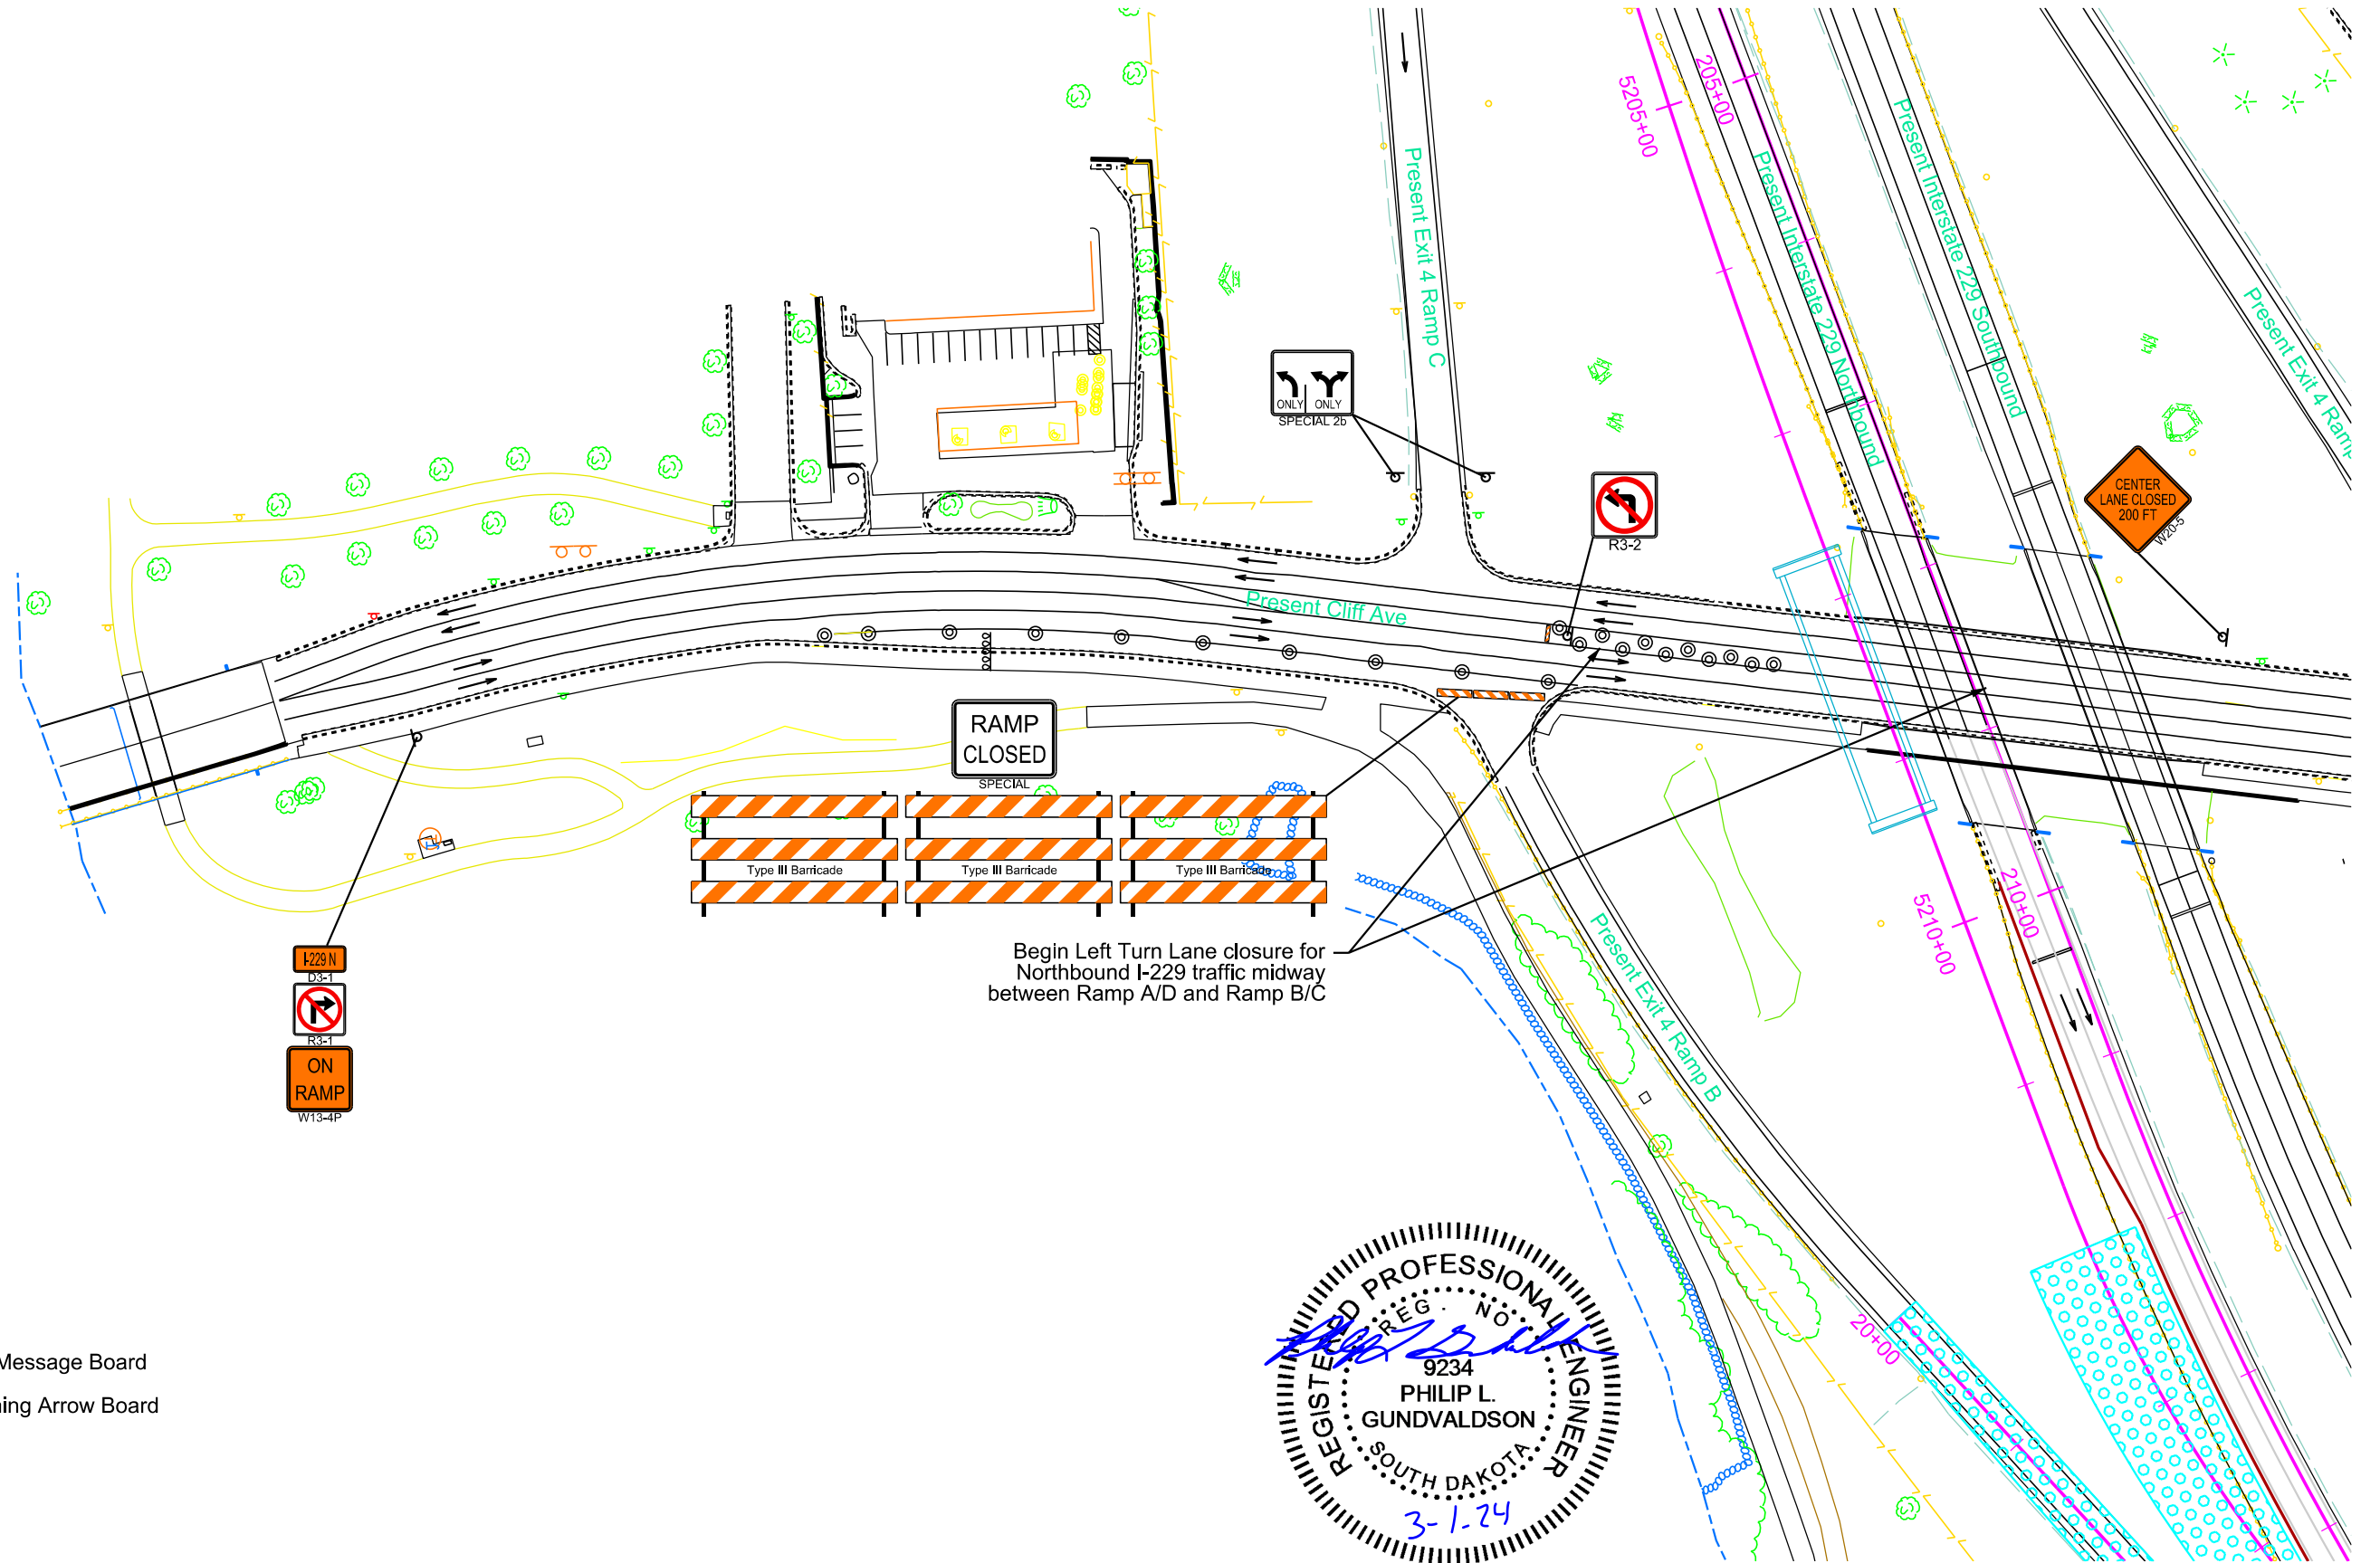 5205+00
205+00
Present Interstate 229 Southbound
Present Interstate 229 Northbound
Present Exit 4 Ramp C
Present Exit 4 Ramp
ONLY
ONLY
SPECIAL 2b
R3-2
CENTER
LANE CLOSED
200 FT
W20-5
Present Cliff Ave
RAMP
CLOSED
SPECIAL
Type III Barricade
Type III Barricade
Type III Barricade
I-229 N
D3-1
R3-1
ON
RAMP
W13-4P
Begin Left Turn Lane closure for
Northbound I-229 traffic midway
between Ramp A/D and Ramp B/C
210+00
5210+00
Present Exit 4 Ramp B
20+00
Message Board
ing Arrow Board
REGISTERED PROFESSIONAL ENGINEER
REG. NO
9234
PHILIP L.
GUNDVALDSON
SOUTH DAKOTA
3-1-24